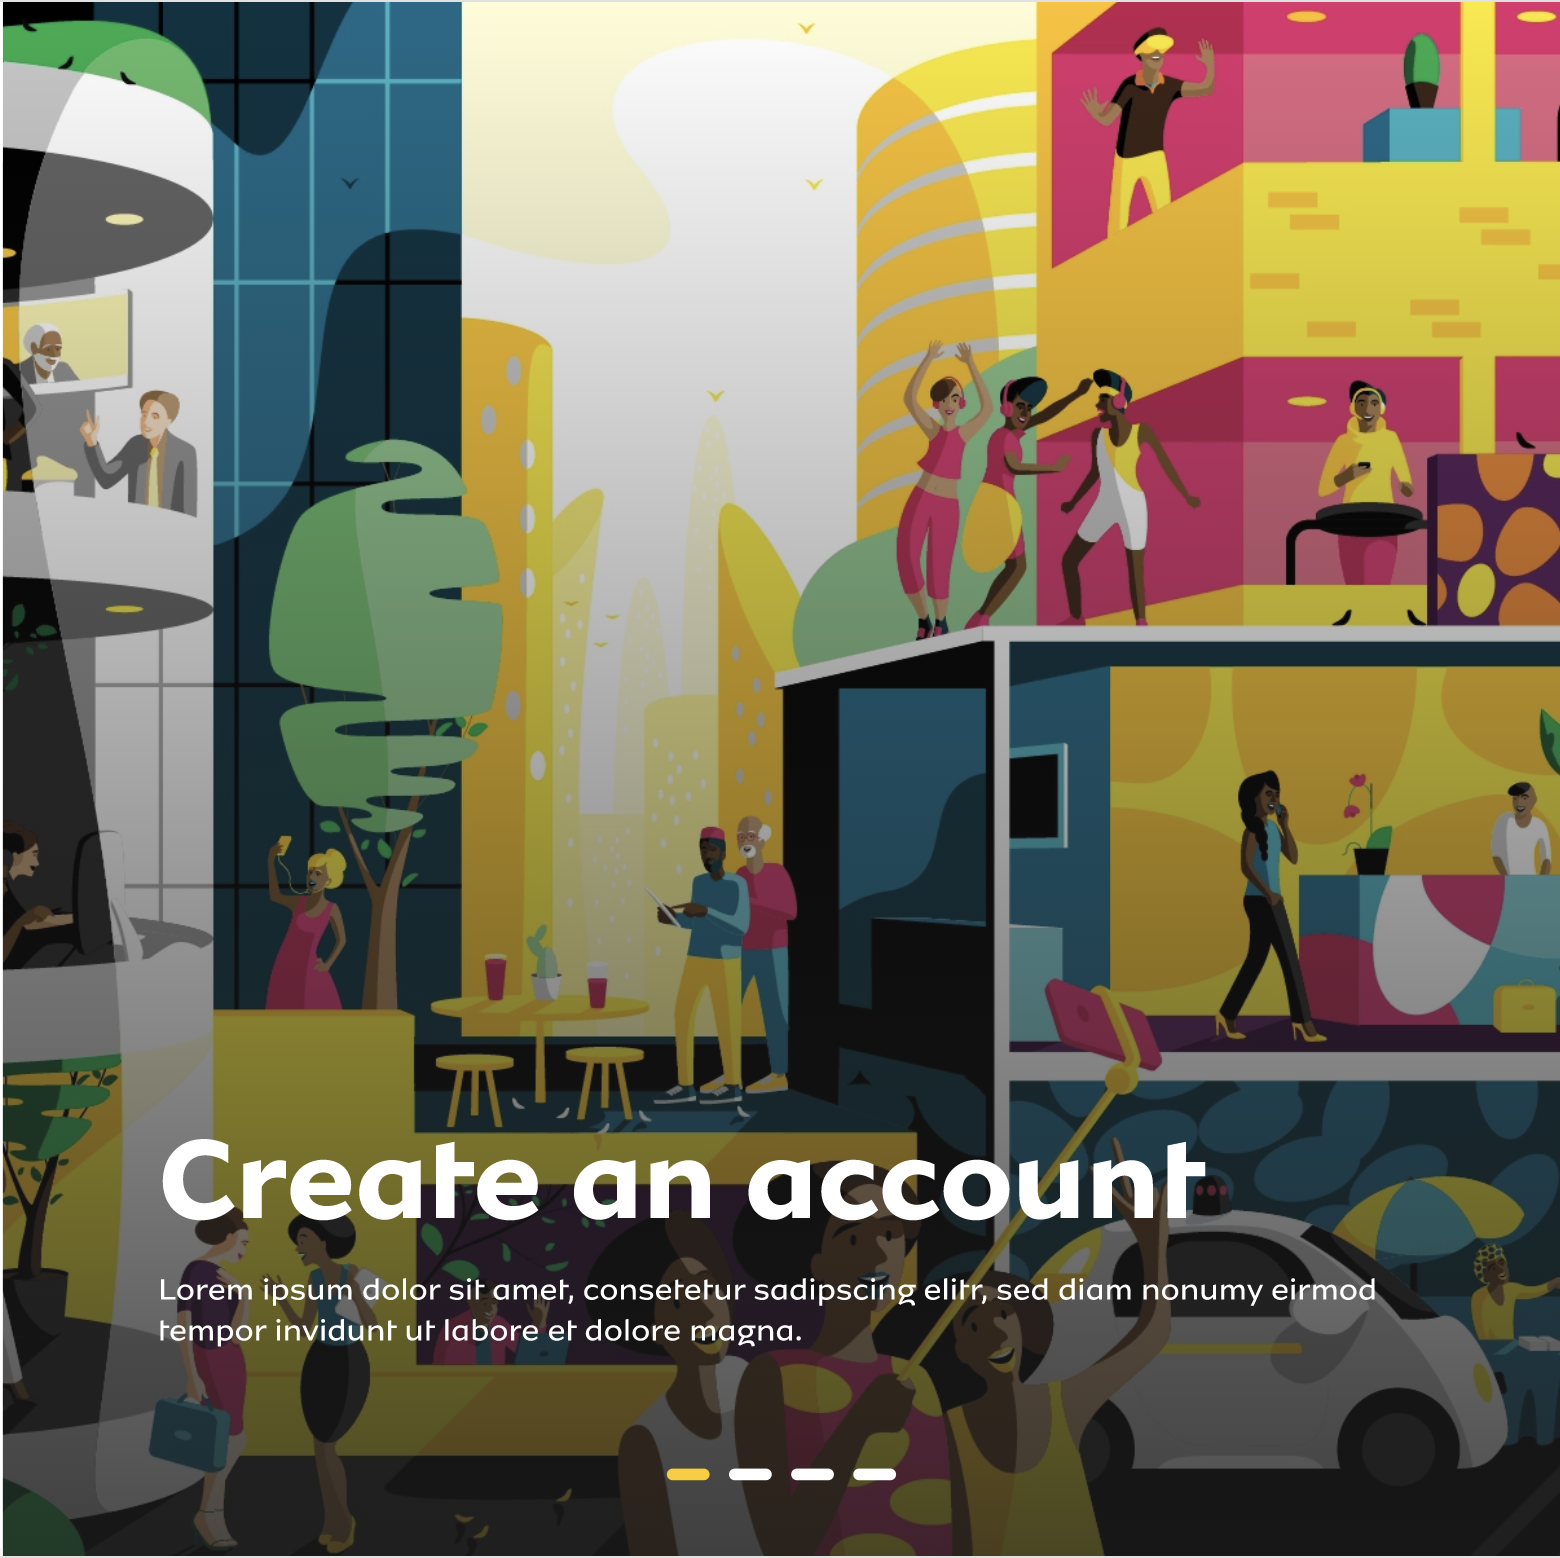 Create an account
Lorem ipsum dolor sit amet, consetetur sadipscing elitr, sed diam nonumy eirmod
tempor invidunt ut labore et dolore magna.